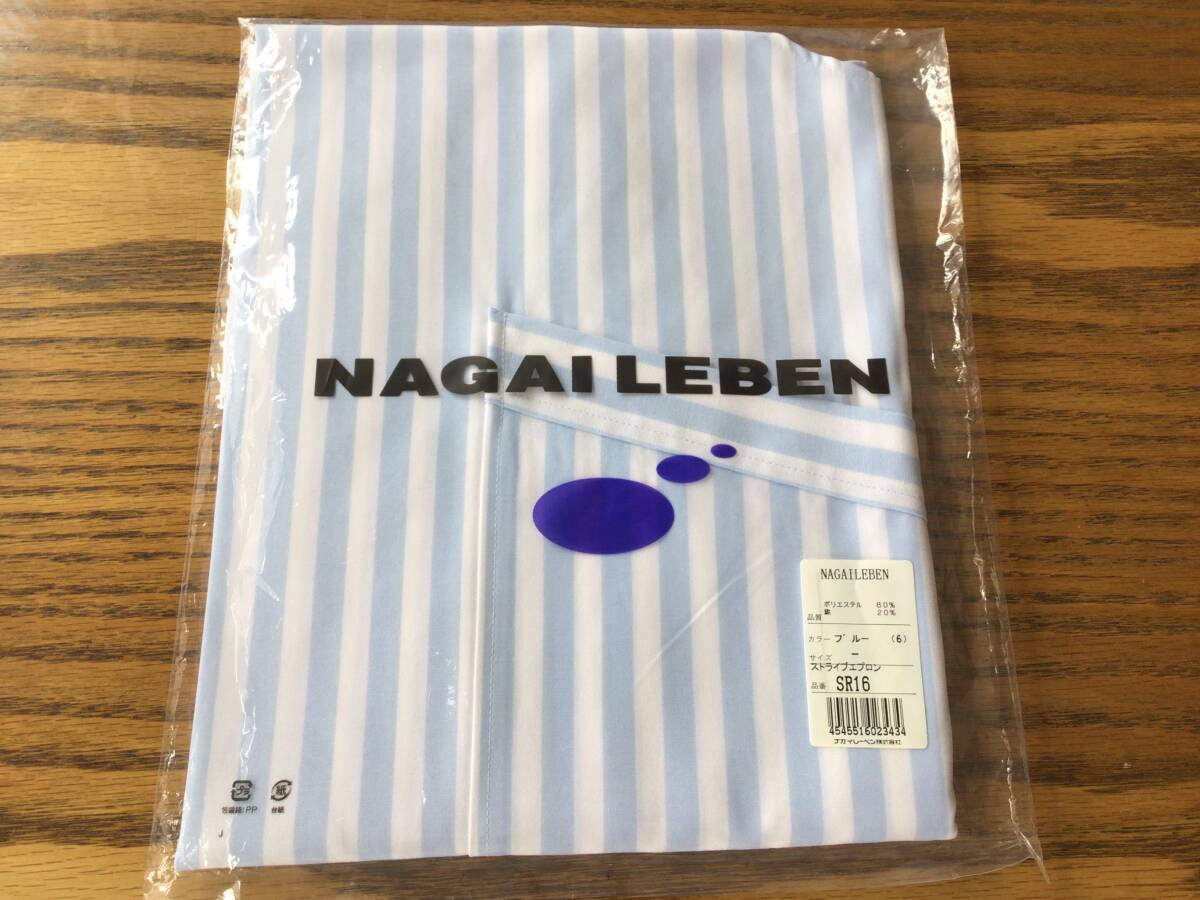 NAGAI LEBEN
NAGAILEBEN
ポリエステル 80%
綿 20%
品質
カラー ブルー (6)
サイズ ー
ストライプエプロン
品番 SR16
4545516023434
ナガイレーベン株式会社
プラ 紙
包装袋:PP 台紙